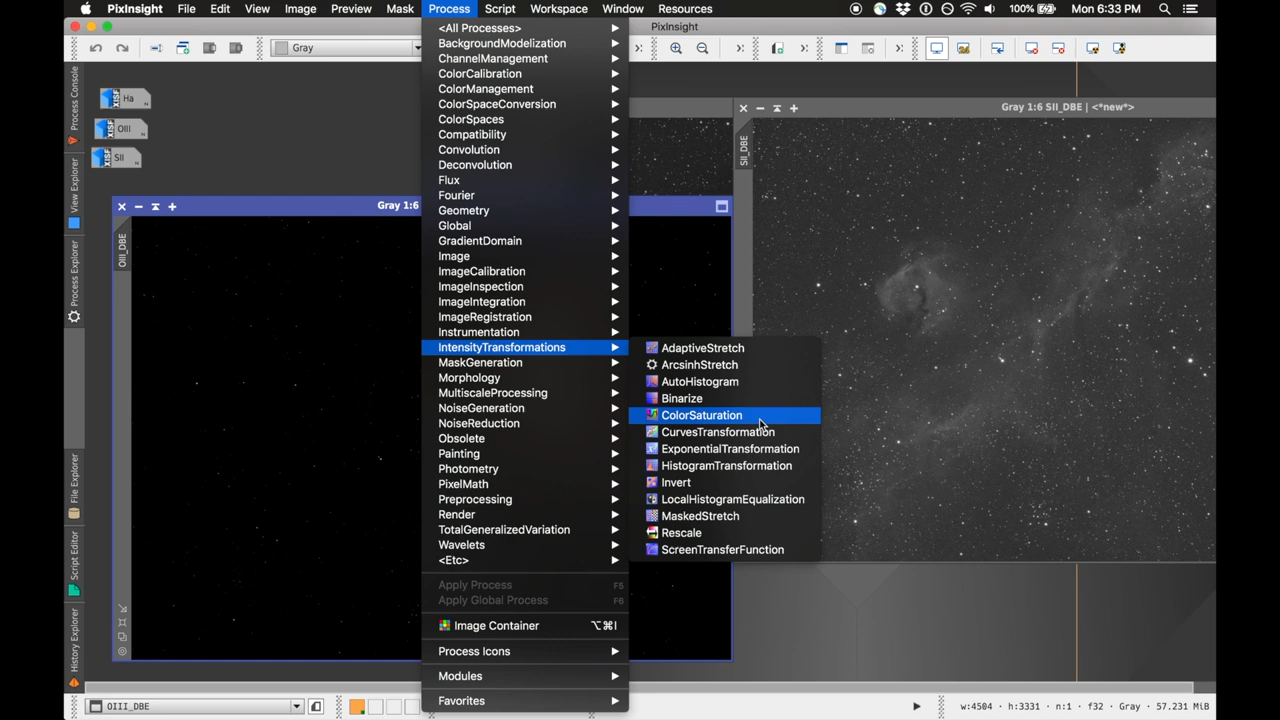 PixInsight File Edit View Image Preview Mask Process Script Workspace Window Resources 100% Mon 6:33 PM
PixInsight
Gray
Process Console
View Explorer
Process Explorer
File Explorer
Script Editor
History Explorer
XISF Ha N
XISF OIII N
XISF SII N
Gray 1:6
OIII_DBE
Gray 1:6 SII_DBE | <*new*>
SII_DBE
<All Processes>
BackgroundModelization
ChannelManagement
ColorCalibration
ColorManagement
ColorSpaceConversion
ColorSpaces
Compatibility
Convolution
Deconvolution
Flux
Fourier
Geometry
Global
GradientDomain
Image
ImageCalibration
ImageInspection
ImageIntegration
ImageRegistration
Instrumentation
IntensityTransformations
MaskGeneration
Morphology
MultiscaleProcessing
NoiseGeneration
NoiseReduction
Obsolete
Painting
Photometry
PixelMath
Preprocessing
Render
TotalGeneralizedVariation
Wavelets
<Etc>
Apply Process F5
Apply Global Process F6
Image Container ⌥⌘I
Process Icons
Modules
Favorites
AdaptiveStretch
ArcsinhStretch
AutoHistogram
Binarize
ColorSaturation
CurvesTransformation
ExponentialTransformation
HistogramTransformation
Invert
LocalHistogramEqualization
MaskedStretch
Rescale
ScreenTransferFunction
OIII_DBE
w:4504 · h:3331 · n:1 · f32 · Gray · 57.231 MiB